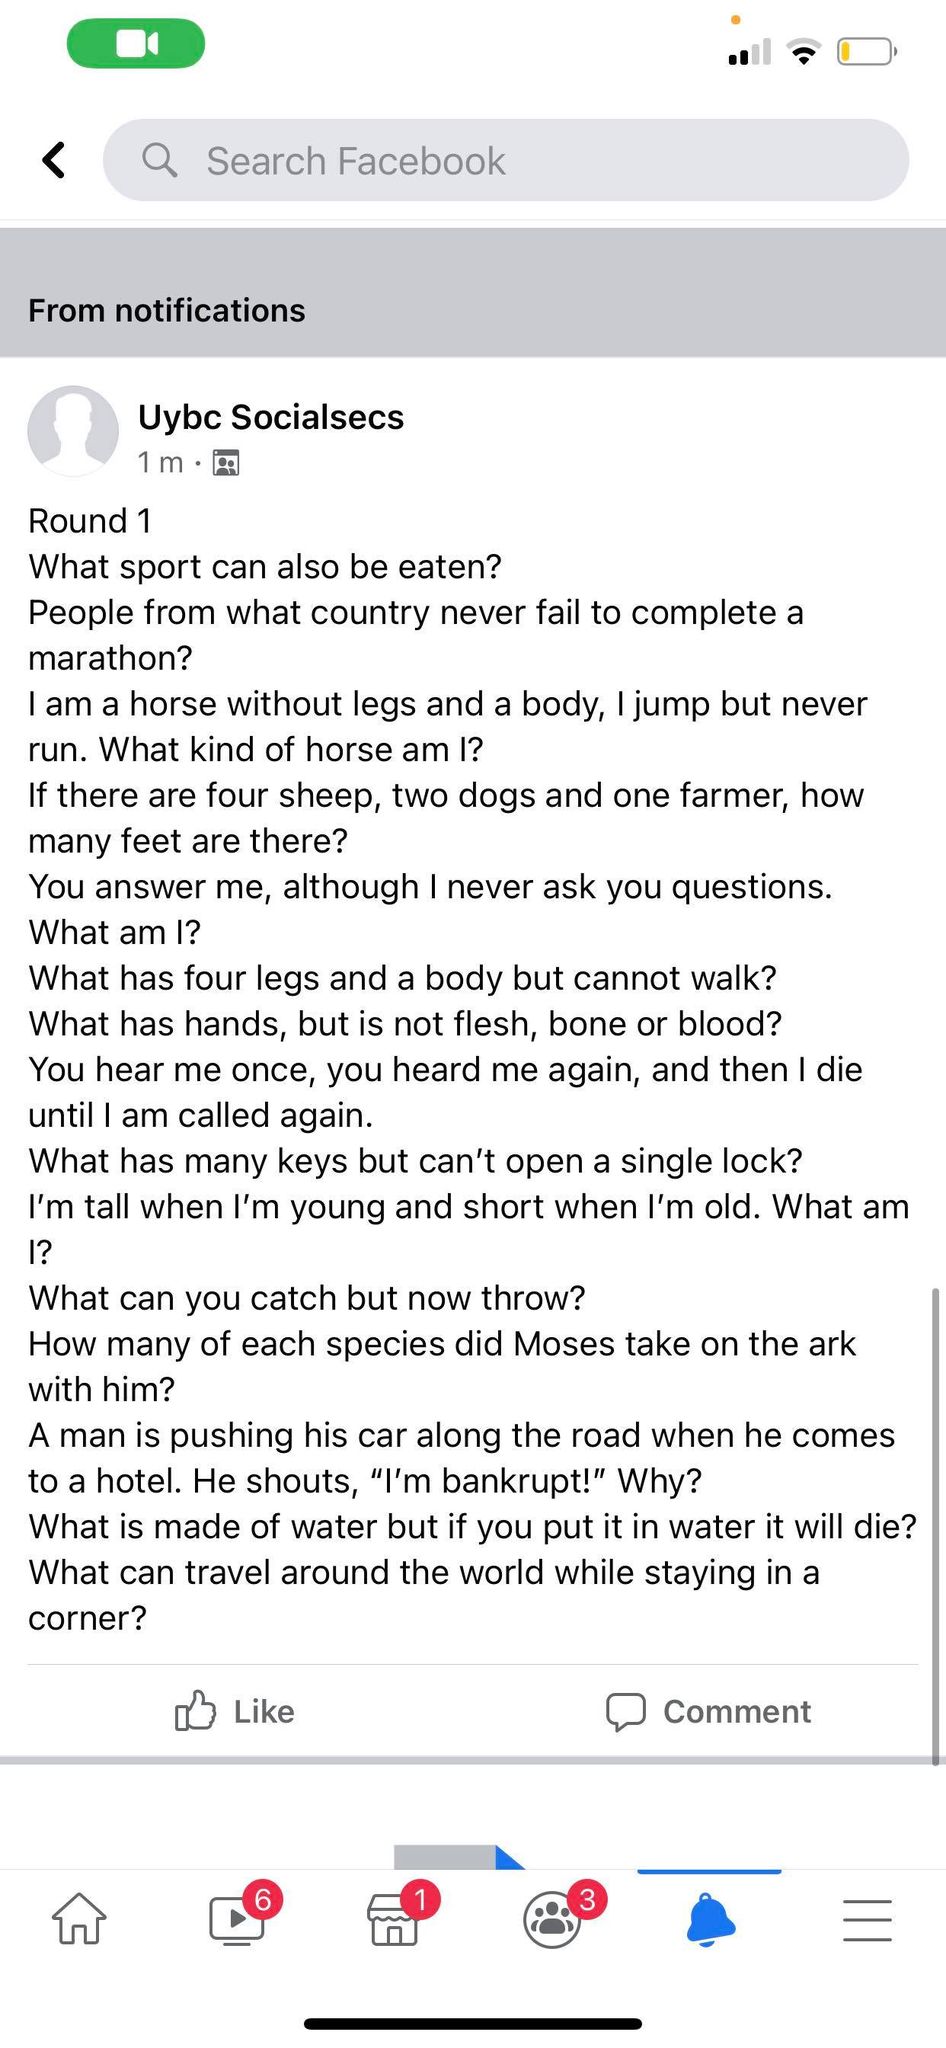 Search Facebook
From notifications
Uybc Socialsecs
1 m ·
Round 1
What sport can also be eaten?
People from what country never fail to complete a
marathon?
I am a horse without legs and a body, I jump but never
run. What kind of horse am I?
If there are four sheep, two dogs and one farmer, how
many feet are there?
You answer me, although I never ask you questions.
What am I?
What has four legs and a body but cannot walk?
What has hands, but is not flesh, bone or blood?
You hear me once, you heard me again, and then I die
until I am called again.
What has many keys but can’t open a single lock?
I’m tall when I’m young and short when I’m old. What am
I?
What can you catch but now throw?
How many of each species did Moses take on the ark
with him?
A man is pushing his car along the road when he comes
to a hotel. He shouts, “I’m bankrupt!” Why?
What is made of water but if you put it in water it will die?
What can travel around the world while staying in a
corner?
Like Comment
6 1 3